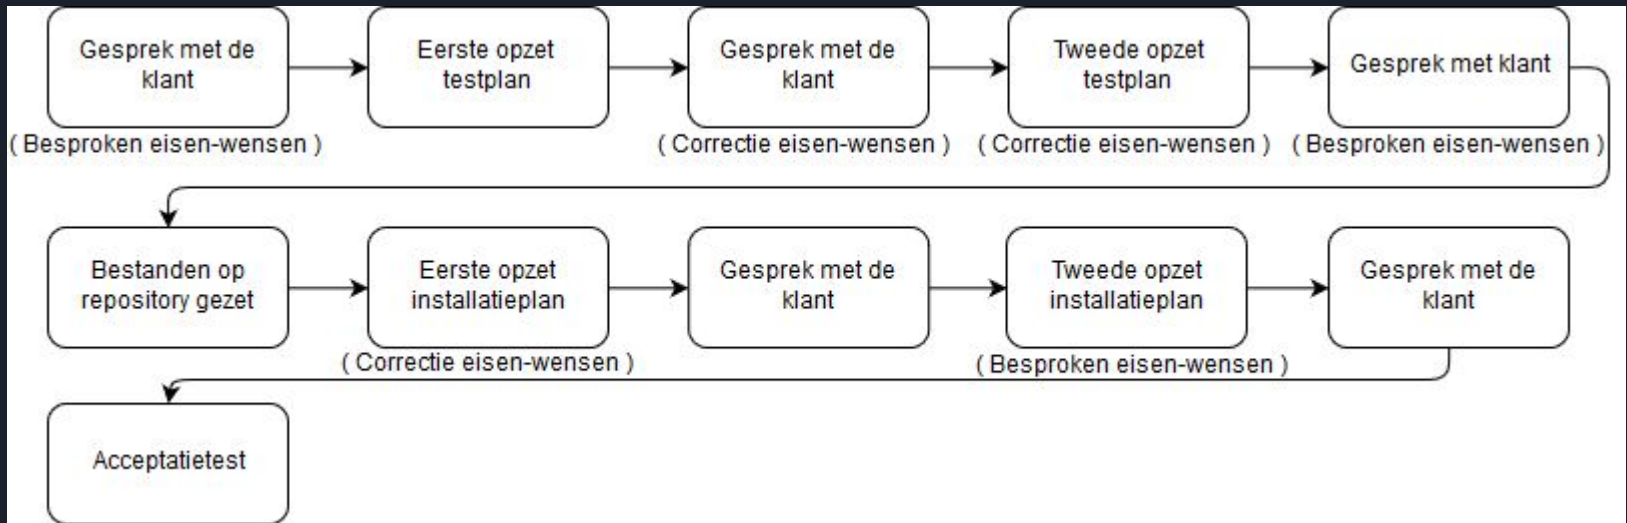 Gesprek met de
klant
Eerste opzet
testplan
Gesprek met de
klant
Tweede opzet
testplan
Gesprek met klant
( Besproken eisen-wensen )
( Correctie eisen-wensen )
( Correctie eisen-wensen )
( Besproken eisen-wensen )
Bestanden op
repository gezet
Eerste opzet
installatieplan
Gesprek met de
klant
Tweede opzet
installatieplan
Gesprek met de
klant
( Correctie eisen-wensen )
( Besproken eisen-wensen )
Acceptatietest